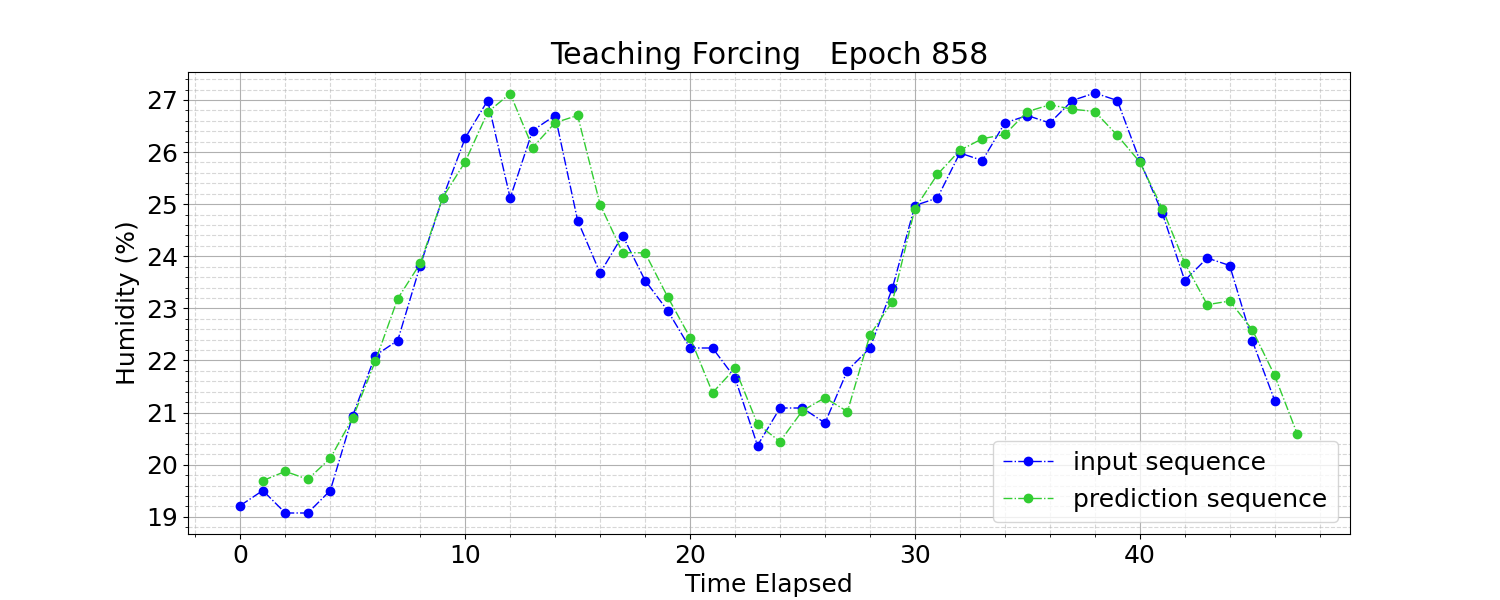 Teaching Forcing   Epoch 858
Humidity (%)
27
26
25
24
23
22
21
20
19
input sequence
prediction sequence
0 10 20 30 40
Time Elapsed